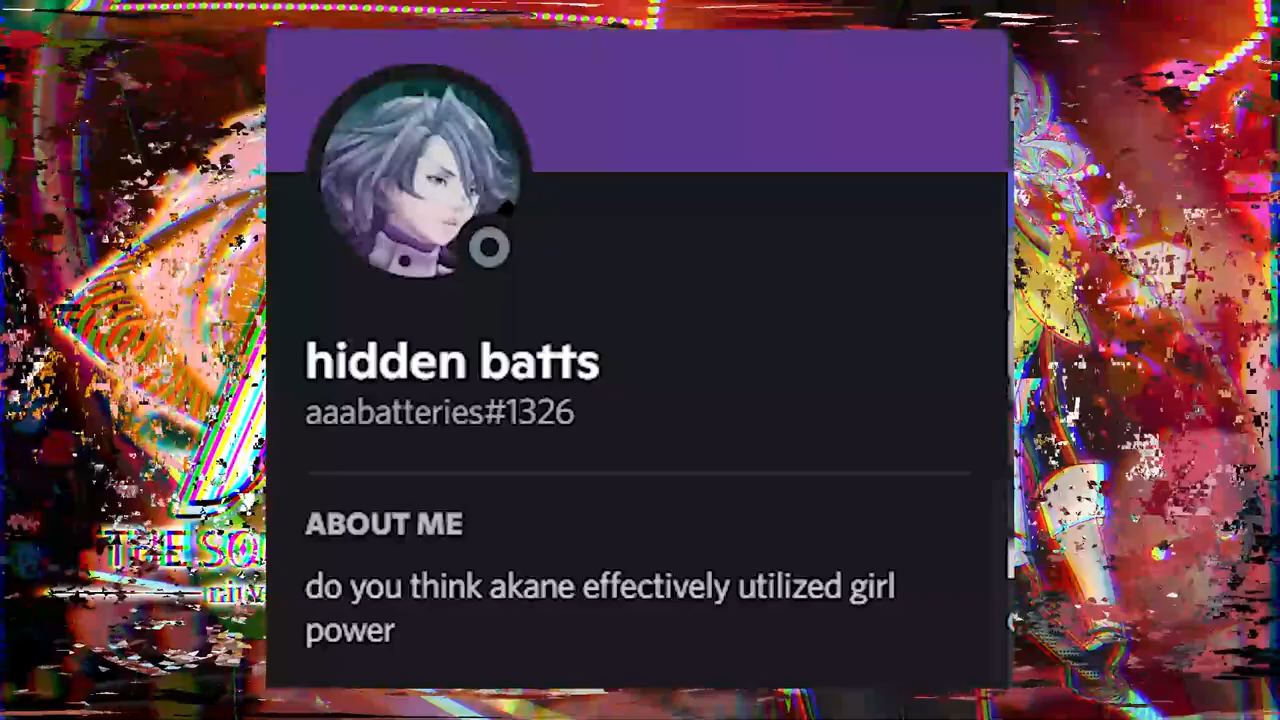 hidden batts
aaabatteries#1326
ABOUT ME
do you think akane effectively utilized girl
power